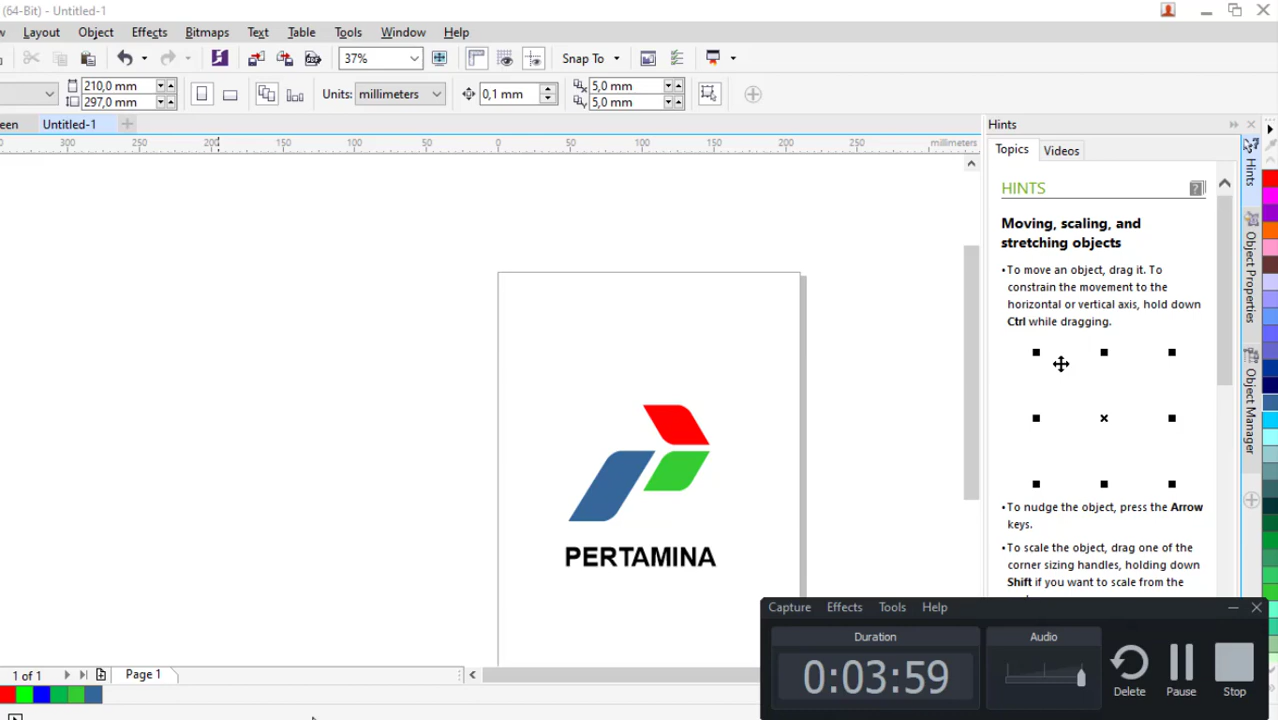 (64-Bit) - Untitled-1
Layout Object Effects Bitmaps Text Table Tools Window Help
37% Snap To
210,0 mm
297,0 mm
Units: millimeters
0,1 mm
5,0 mm
5,0 mm
een Untitled-1
300 250 200 150 100 50 0 50 100 150 200 250 millimeters
Hints
Topics Videos
HINTS
Moving, scaling, and
stretching objects
•To move an object, drag it. To
constrain the movement to the
horizontal or vertical axis, hold down
Ctrl while dragging.
•To nudge the object, press the Arrow
keys.
•To scale the object, drag one of the
corner sizing handles, holding down
Shift if you want to scale from the
Hints
Object Properties
Object Manager
PERTAMINA
1 of 1 Page 1
Capture Effects Tools Help
Duration
0:03:59
Audio
Delete Pause Stop